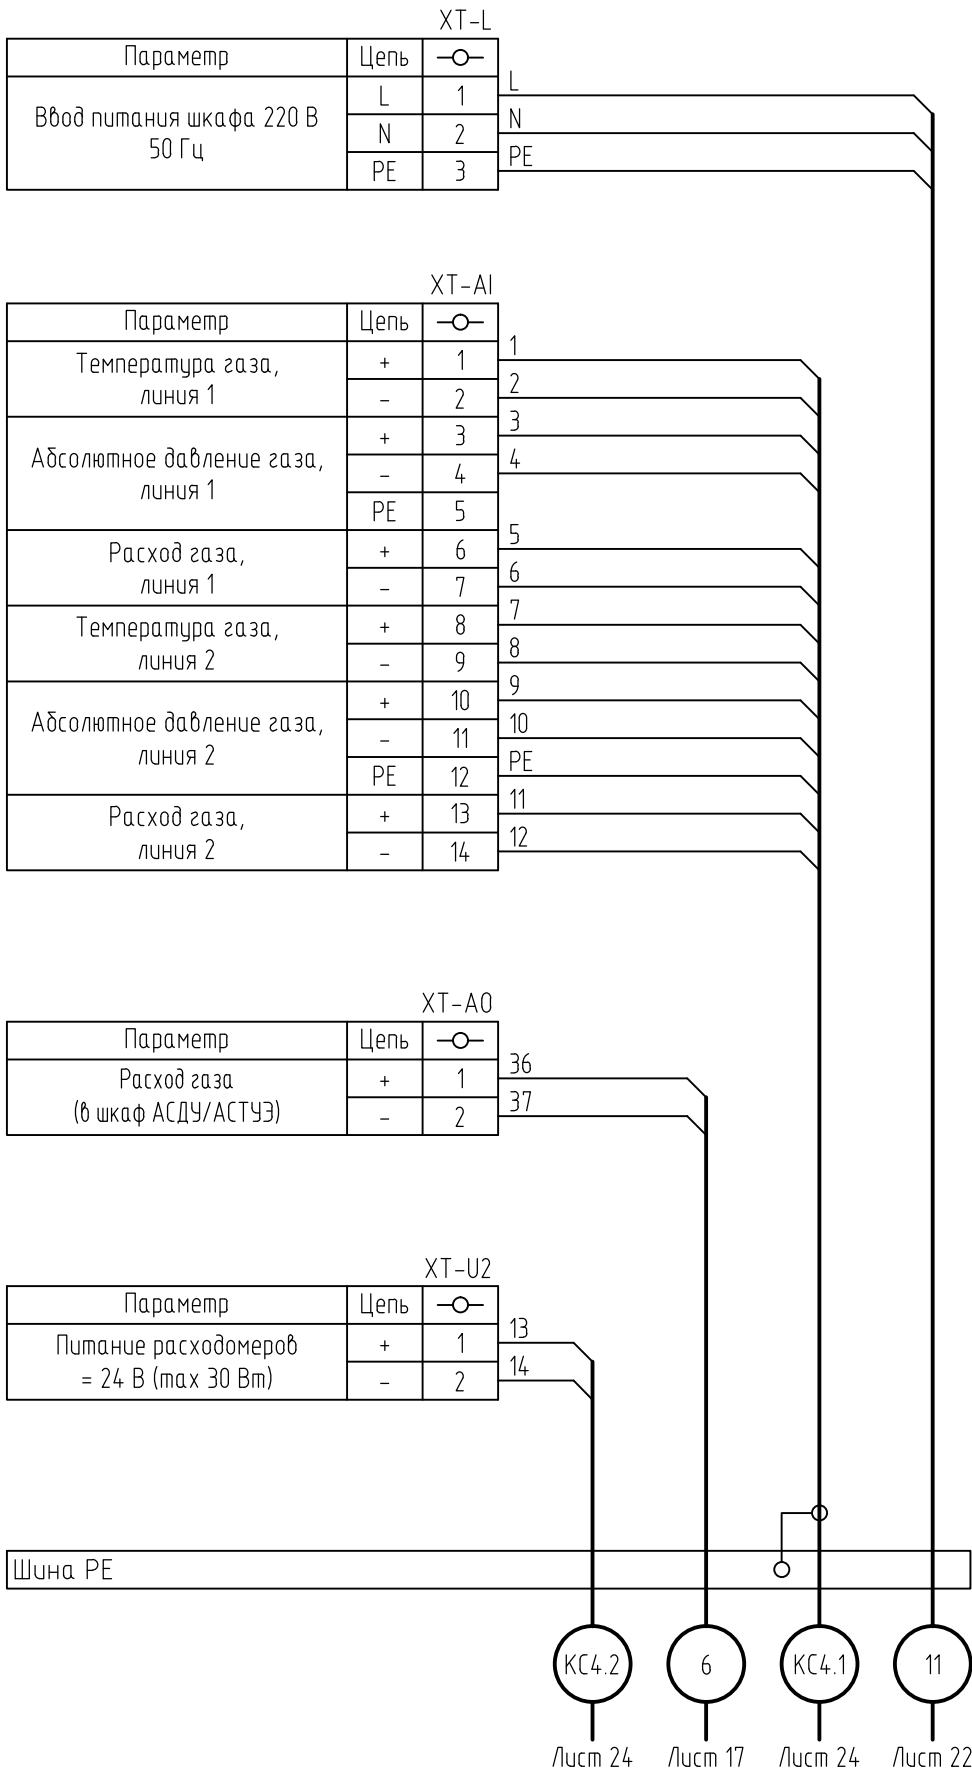 XT-L
Параметр Цепь
Ввод питания шкафа 220 В
50 Гц
L 1 L
N 2 N
PE 3 PE
XT-AI
Параметр Цепь
Температура газа,
линия 1
+ 1 1
- 2 2
Абсолютное давление газа,
линия 1
+ 3 3
- 4 4
PE 5
Расход газа,
линия 1
+ 6 5
- 7 6
Температура газа,
линия 2
+ 8 7
- 9 8
Абсолютное давление газа,
линия 2
+ 10 9
- 11 10
PE 12 PE
Расход газа,
линия 2
+ 13 11
- 14 12
XT-AO
Параметр Цепь
Расход газа
(в шкаф АСДУ/АСТУЭ)
+ 1 36
- 2 37
XT-U2
Параметр Цепь
Питание расходомеров
= 24 В (max 30 Вт)
+ 1 13
- 2 14
Шина PE
КС4.2 6 КС4.1 11
Лист 24 Лист 17 Лист 24 Лист 22